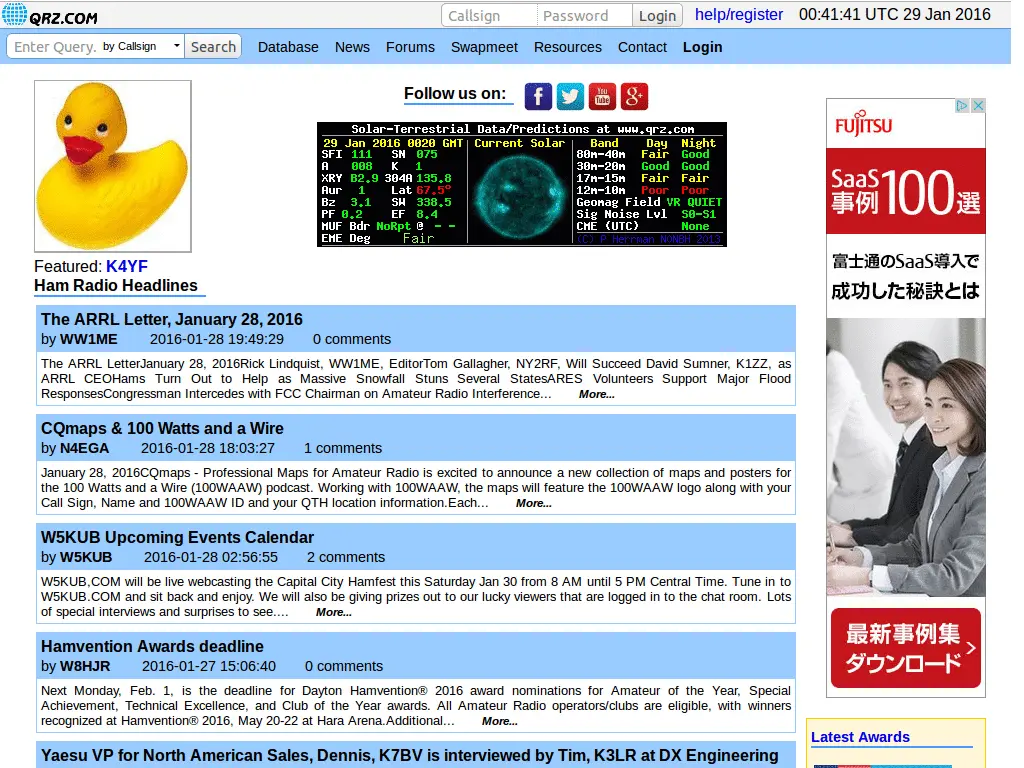 QRZ.COM
Callsign Password Login help/register 00:41:41 UTC 29 Jan 2016
Enter Query. by Callsign Search Database News Forums Swapmeet Resources Contact Login
Follow us on:
f You Tube g+
Solar-Terrestrial Data/Predictions at www.qrz.com
29 Jan 2016 0020 GMT Current Solar Band Day Night
SFI 111 SN 075 80m-40m Fair Good
A 008 K 1 30m-20m Good Good
XRY B2.9 304A 135.8 17m-15m Fair Fair
Aur 1 Lat 67.5° 12m-10m Poor Poor
Bz 3.1 SW 338.5 Geomag Field VR QUIET
PF 0.2 EF 8.4 Sig Noise Lvl S0-S1
MUF Bdr NoRpt @ - - CME (UTC) None
EME Deg Fair (C) P Herrman N0NBH 2013
Featured: K4YF
Ham Radio Headlines
The ARRL Letter, January 28, 2016
by WW1ME 2016-01-28 19:49:29 0 comments
The ARRL LetterJanuary 28, 2016Rick Lindquist, WW1ME, EditorTom Gallagher, NY2RF, Will Succeed David Sumner, K1ZZ, as
ARRL CEOHams Turn Out to Help as Massive Snowfall Stuns Several StatesARES Volunteers Support Major Flood
ResponsesCongressman Intercedes with FCC Chairman on Amateur Radio Interference... More...
CQmaps & 100 Watts and a Wire
by N4EGA 2016-01-28 18:03:27 1 comments
January 28, 2016CQmaps - Professional Maps for Amateur Radio is excited to announce a new collection of maps and posters for
the 100 Watts and a Wire (100WAAW) podcast. Working with 100WAAW, the maps will feature the 100WAAW logo along with your
Call Sign, Name and 100WAAW ID and your QTH location information.Each... More...
W5KUB Upcoming Events Calendar
by W5KUB 2016-01-28 02:56:55 2 comments
W5KUB,COM will be live webcasting the Capital City Hamfest this Saturday Jan 30 from 8 AM until 5 PM Central Time. Tune in to
W5KUB.COM and sit back and enjoy. We will also be giving prizes out to our lucky viewers that are logged in to the chat room. Lots
of special interviews and surprises to see.... More...
Hamvention Awards deadline
by W8HJR 2016-01-27 15:06:40 0 comments
Next Monday, Feb. 1, is the deadline for Dayton Hamvention® 2016 award nominations for Amateur of the Year, Special
Achievement, Technical Excellence, and Club of the Year awards. All Amateur Radio operators/clubs are eligible, with winners
recognized at Hamvention® 2016, May 20-22 at Hara Arena.Additional... More...
Yaesu VP for North American Sales, Dennis, K7BV is interviewed by Tim, K3LR at DX Engineering
FUJITSU
SaaS
事例100選
富士通のSaaS導入で
成功した秘訣とは
最新事例集
ダウンロード
Latest Awards